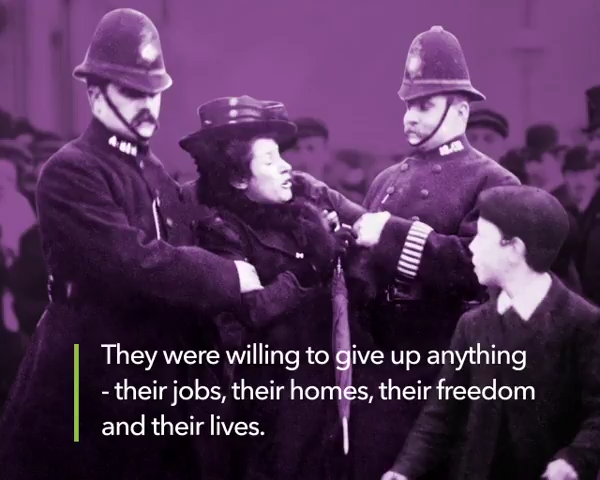 They were willing to give up anything
- their jobs, their homes, their freedom
and their lives.